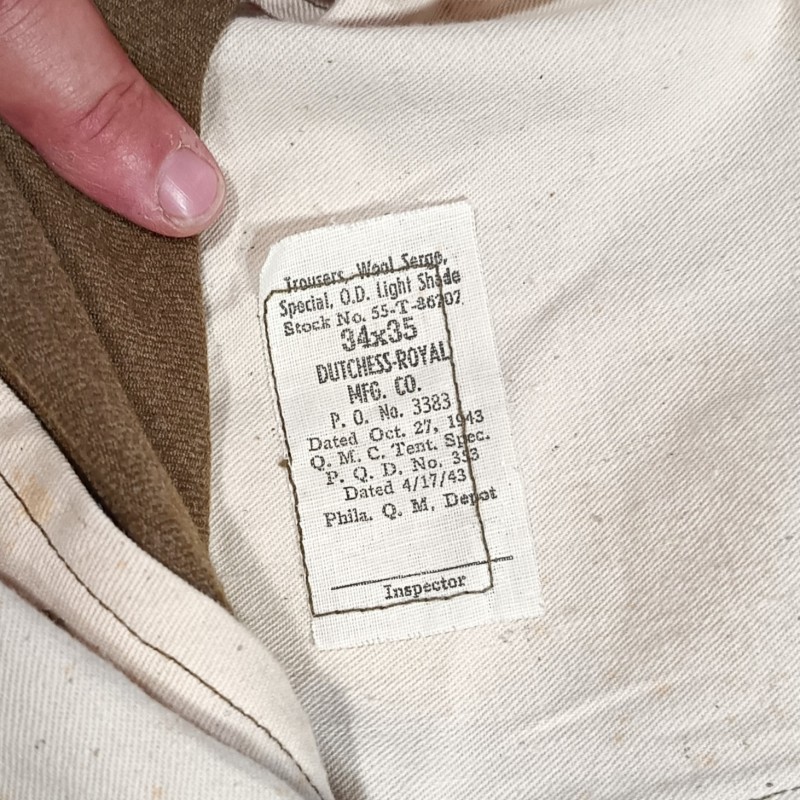 Trousers, Wool Serge,
Special, O.D. Light Shade
Stock No. 55-T-86707
34x35
DUTCHESS-ROYAL
MFG. CO.
P. O. No. 3383
Dated Oct. 27, 1943
Q. M. C. Tent. Spec.
P. Q. D. No. 353
Dated 4/17/43
Phila. Q. M. Depot
Inspector